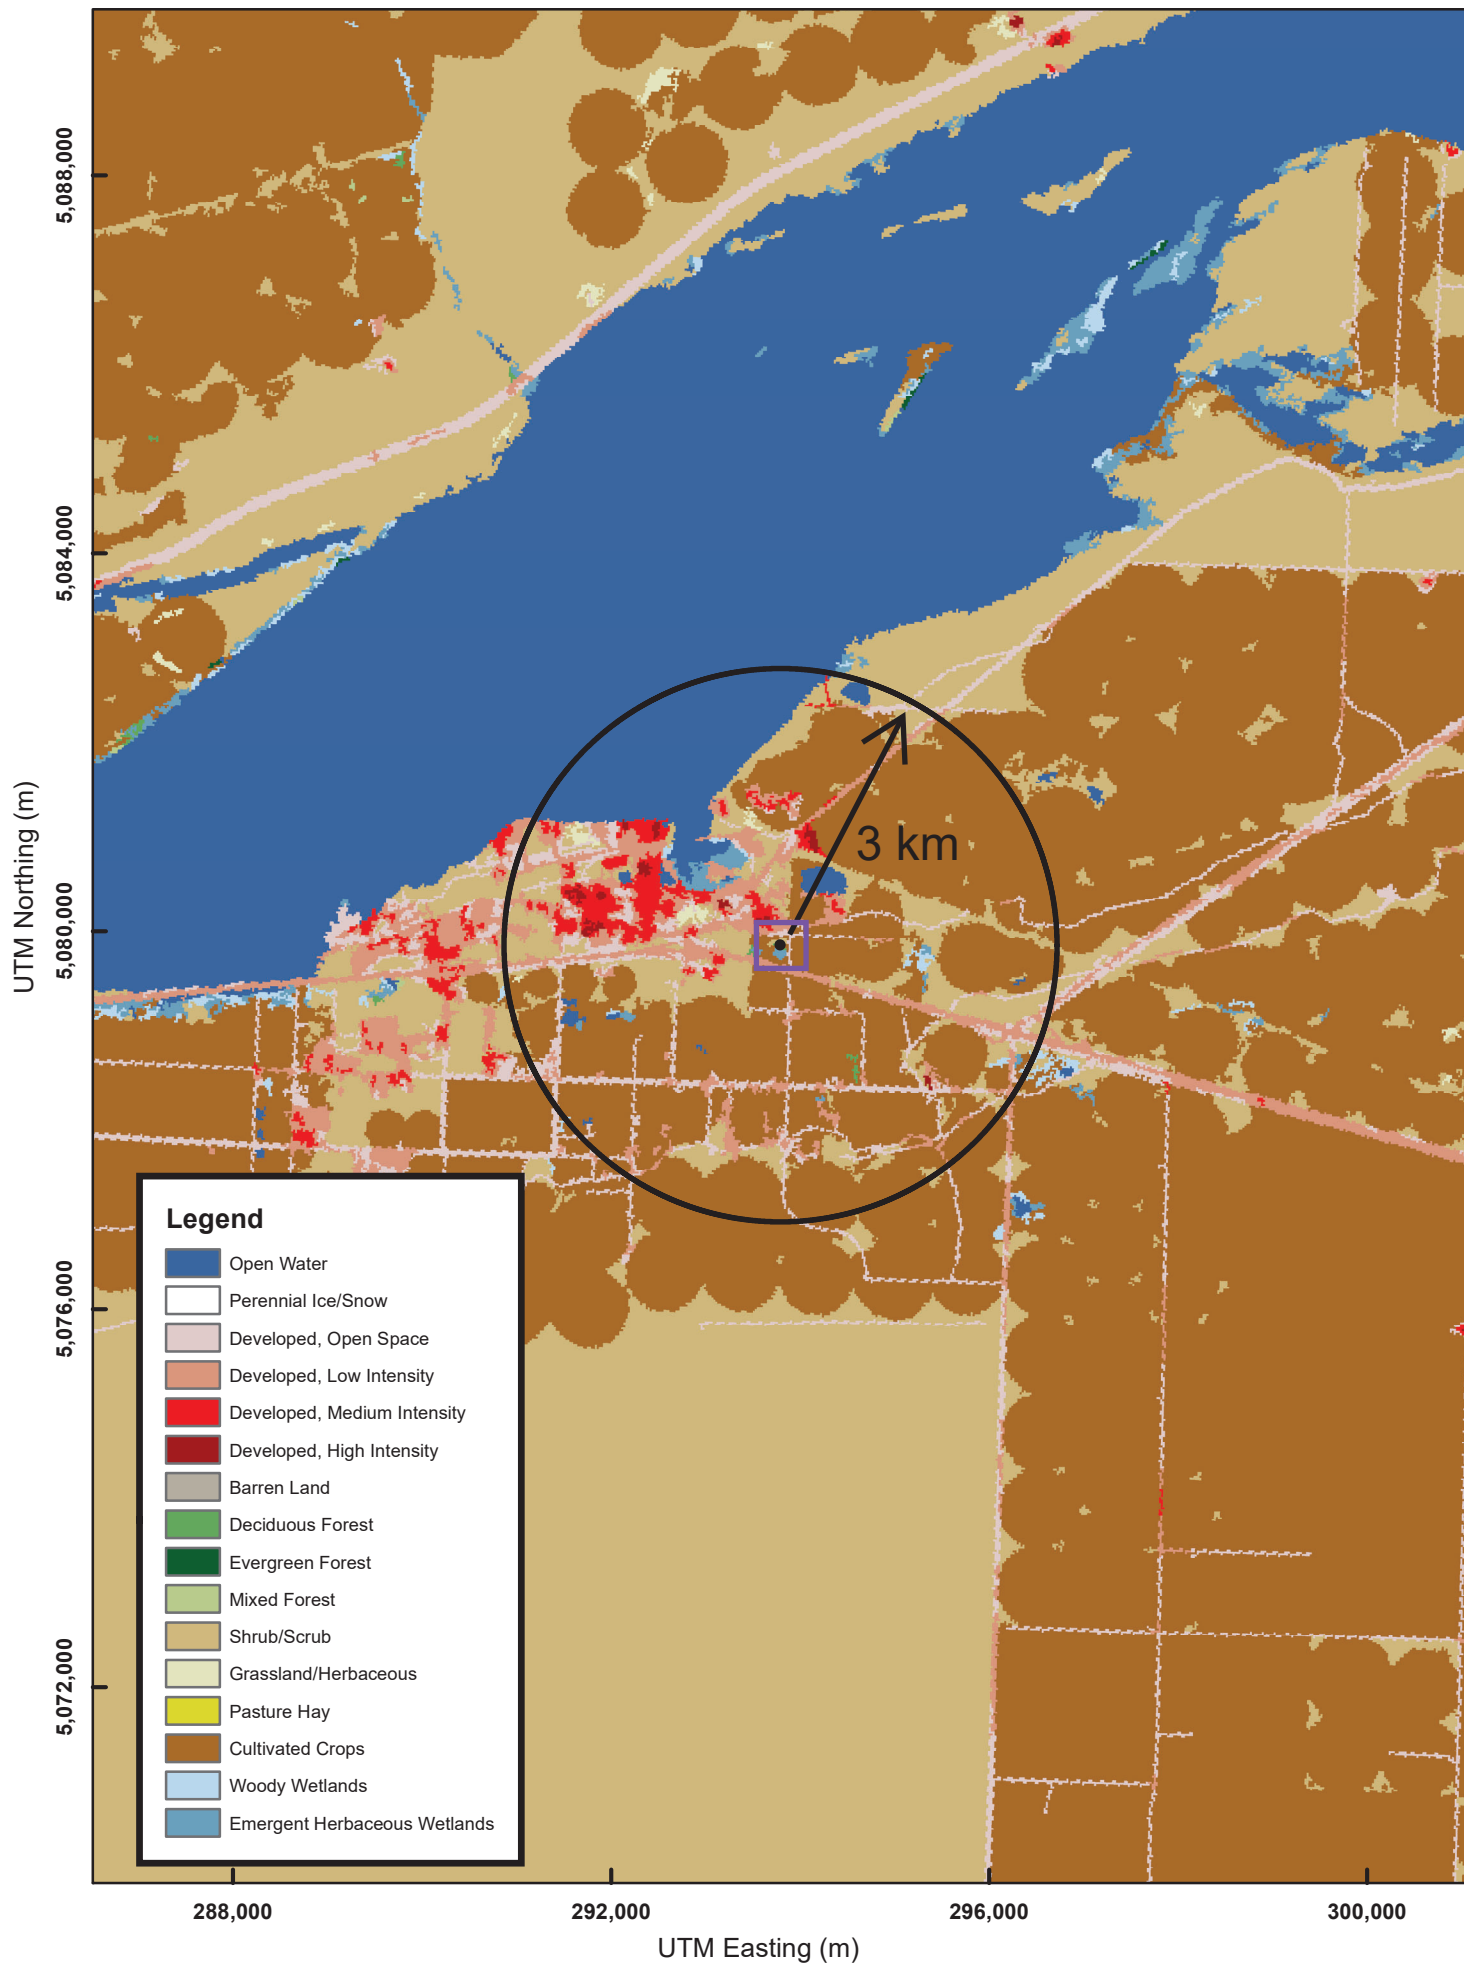 5,088,000
5,084,000
5,080,000
5,076,000
5,072,000
UTM Northing (m)
3 km
Legend
Open Water
Perennial Ice/Snow
Developed, Open Space
Developed, Low Intensity
Developed, Medium Intensity
Developed, High Intensity
Barren Land
Deciduous Forest
Evergreen Forest
Mixed Forest
Shrub/Scrub
Grassland/Herbaceous
Pasture Hay
Cultivated Crops
Woody Wetlands
Emergent Herbaceous Wetlands
288,000
292,000
296,000
300,000
UTM Easting (m)